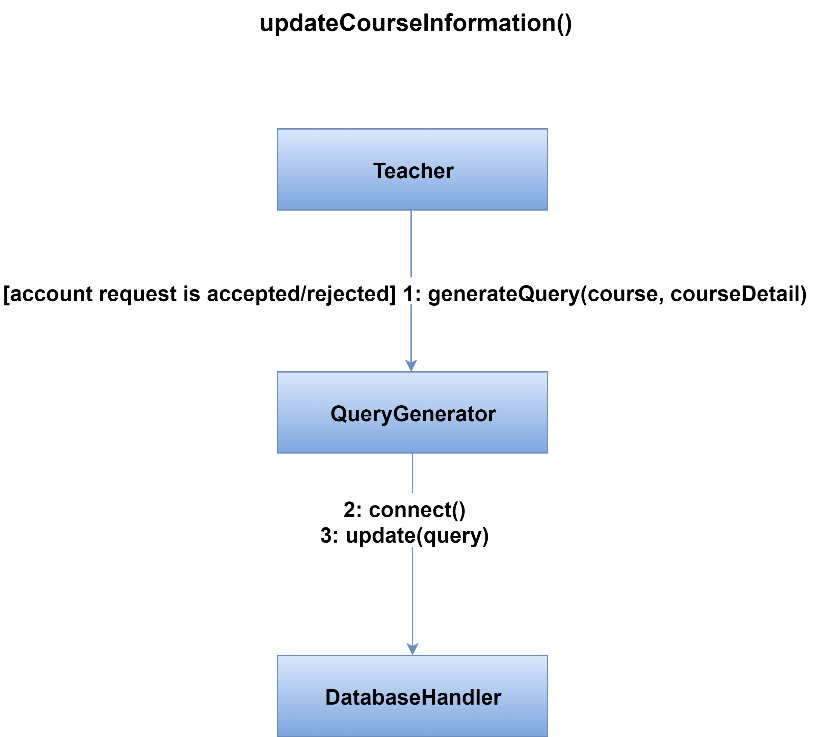 updateCourseInformation()
Teacher
[account request is accepted/rejected] 1: generateQuery(course, courseDetail)
QueryGenerator
2: connect()
3: update(query)
DatabaseHandler